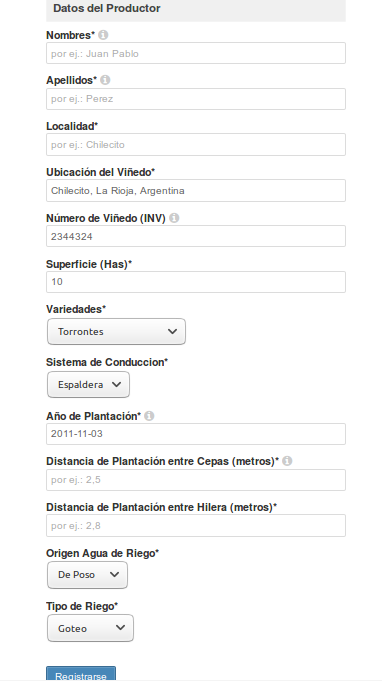 Datos del Productor
Nombres*
por ej.: Juan Pablo
Apellidos*
por ej.: Perez
Localidad*
por ej.: Chilecito
Ubicación del Viñedo*
Chilecito, La Rioja, Argentina
Número de Viñedo (INV)
2344324
Superficie (Has)*
10
Variedades*
Torrontes
Sistema de Conduccion*
Espaldera
Año de Plantación*
2011-11-03
Distancia de Plantación entre Cepas (metros)*
por ej.: 2,5
Distancia de Plantación entre Hilera (metros)*
por ej.: 2,8
Origen Agua de Riego*
De Poso
Tipo de Riego*
Goteo
Registrarse